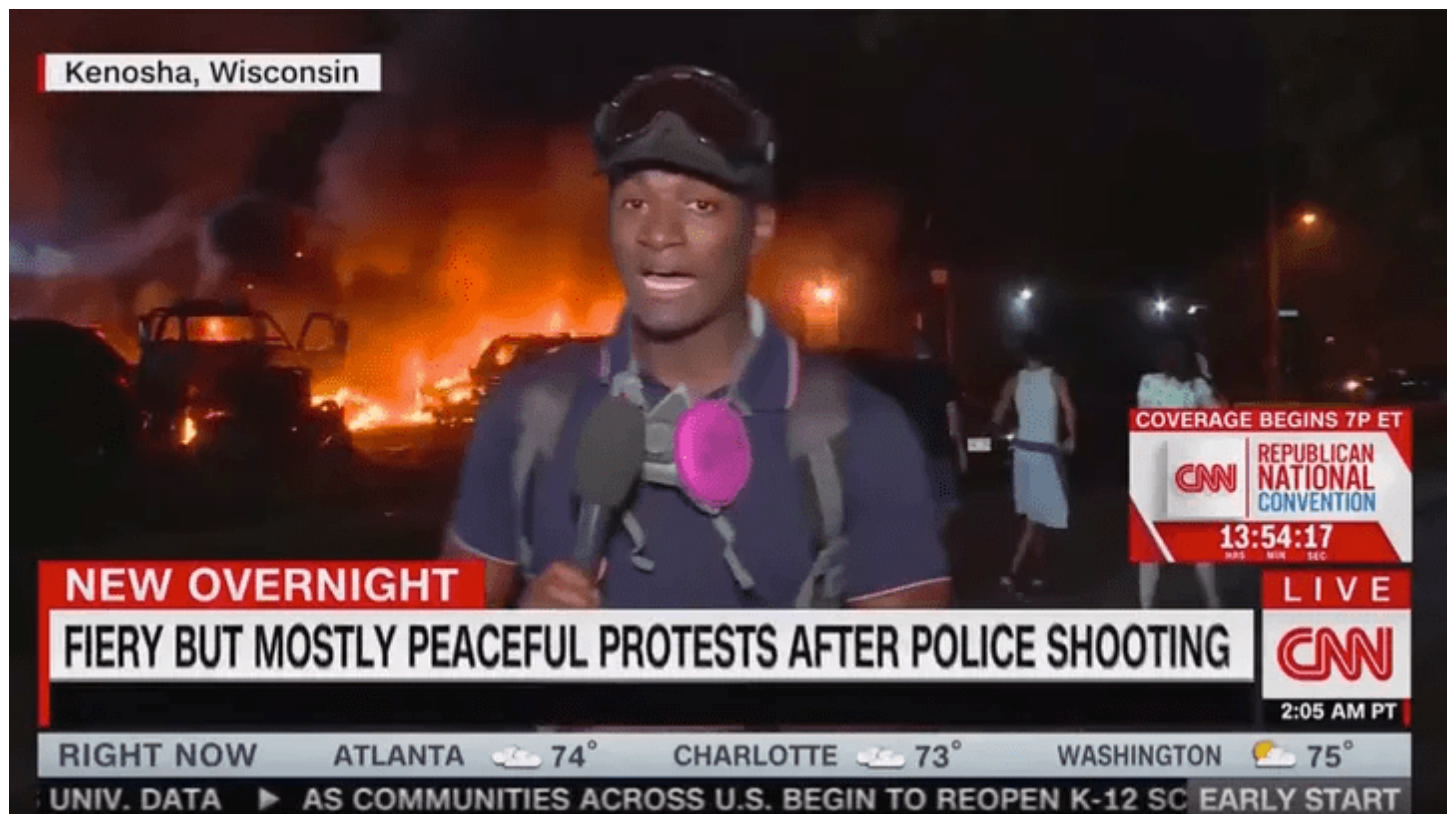 Kenosha, Wisconsin
COVERAGE BEGINS 7P ET
CNN
REPUBLICAN
NATIONAL
CONVENTION
13:54:17
HRS MIN SEC
NEW OVERNIGHT
LIVE
FIERY BUT MOSTLY PEACEFUL PROTESTS AFTER POLICE SHOOTING
CNN
2:05 AM PT
RIGHT NOW ATLANTA 74° CHARLOTTE 73° WASHINGTON 75°
UNIV. DATA ▶ AS COMMUNITIES ACROSS U.S. BEGIN TO REOPEN K-12 SC EARLY START